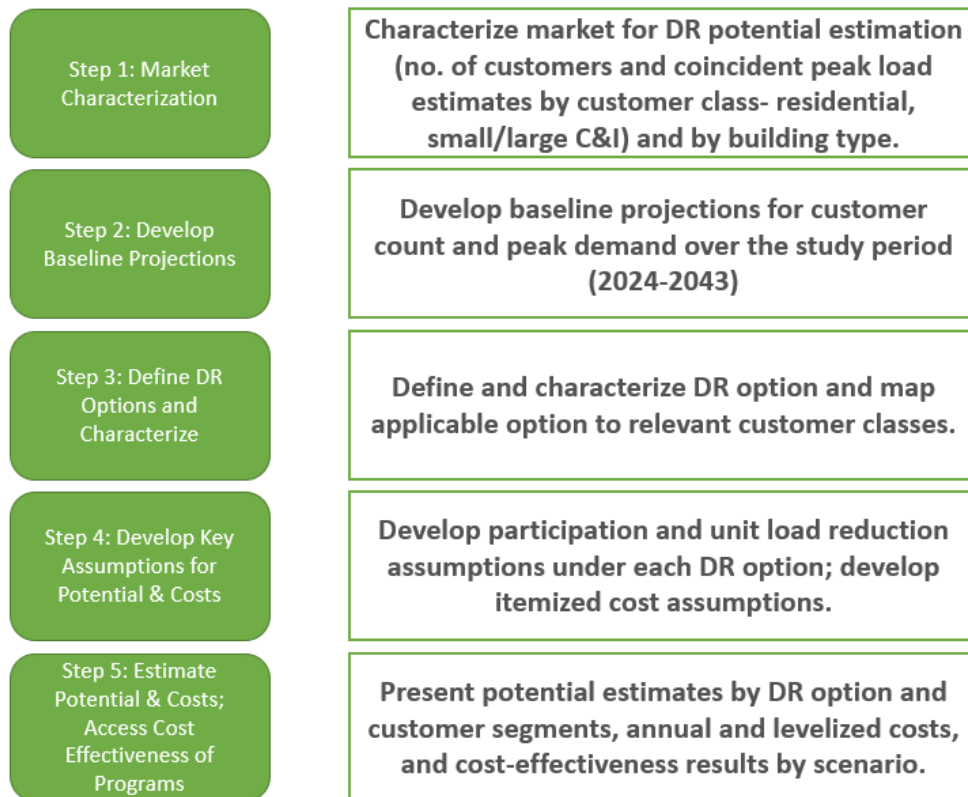 Step 1: Market
Characterization
Characterize market for DR potential estimation
(no. of customers and coincident peak load
estimates by customer class- residential,
small/large C&I) and by building type.
Step 2: Develop
Baseline Projections
Develop baseline projections for customer
count and peak demand over the study period
(2024-2043)
Step 3: Define DR
Options and
Characterize
Define and characterize DR option and map
applicable option to relevant customer classes.
Step 4: Develop Key
Assumptions for
Potential & Costs
Develop participation and unit load reduction
assumptions under each DR option; develop
itemized cost assumptions.
Step 5: Estimate
Potential & Costs;
Access Cost
Effectiveness of
Programs
Present potential estimates by DR option and
customer segments, annual and levelized costs,
and cost-effectiveness results by scenario.